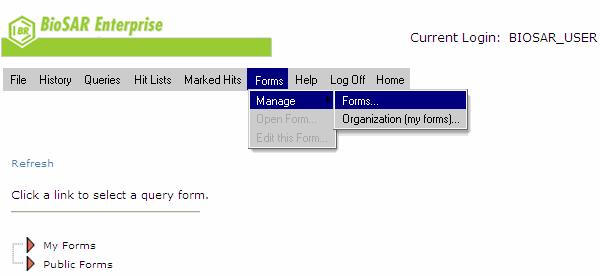 BR BioSAR Enterprise
Current Login: BIOSAR_USER
File History Queries Hit Lists Marked Hits Forms Help Log Off Home
Manage Forms...
Open Form... Organization (my forms)...
Edit this Form...
Refresh
Click a link to select a query form.
My Forms
Public Forms